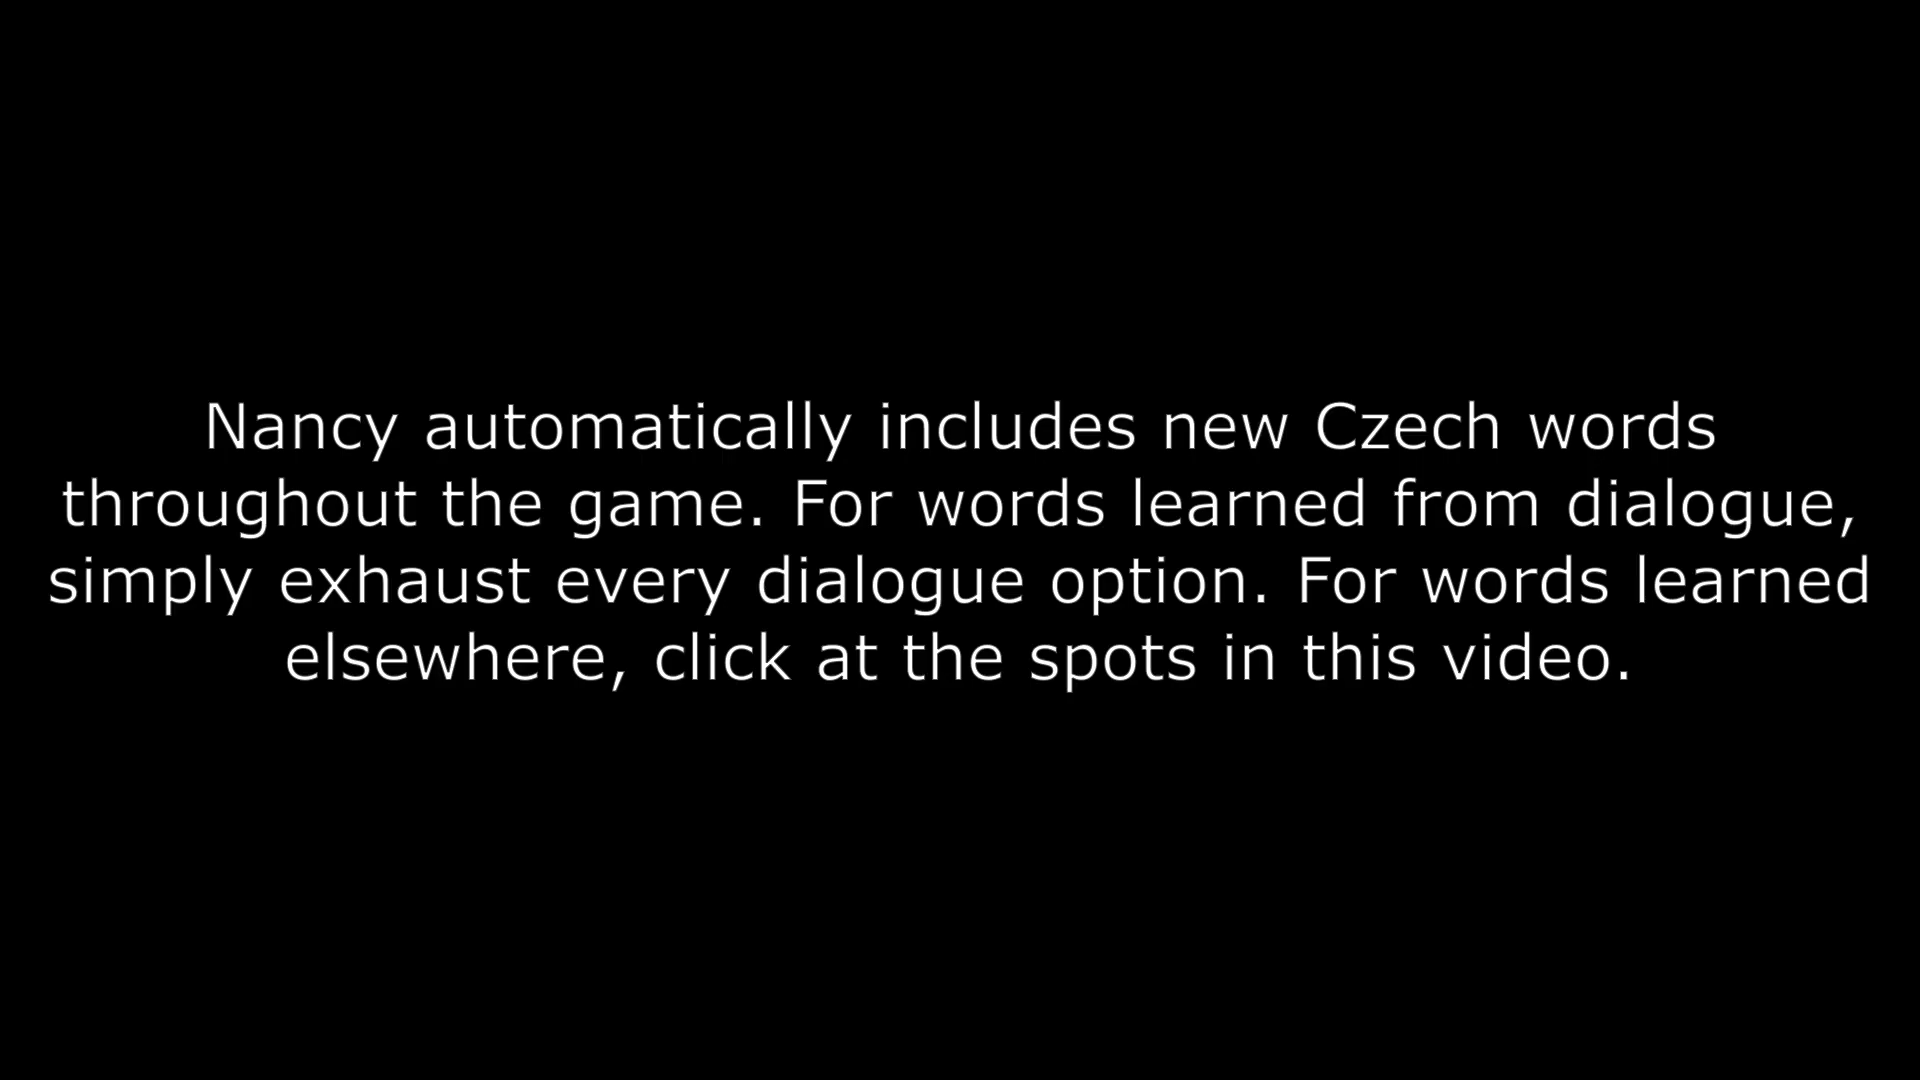 Nancy automatically includes new Czech words
throughout the game. For words learned from dialogue,
simply exhaust every dialogue option. For words learned
elsewhere, click at the spots in this video.